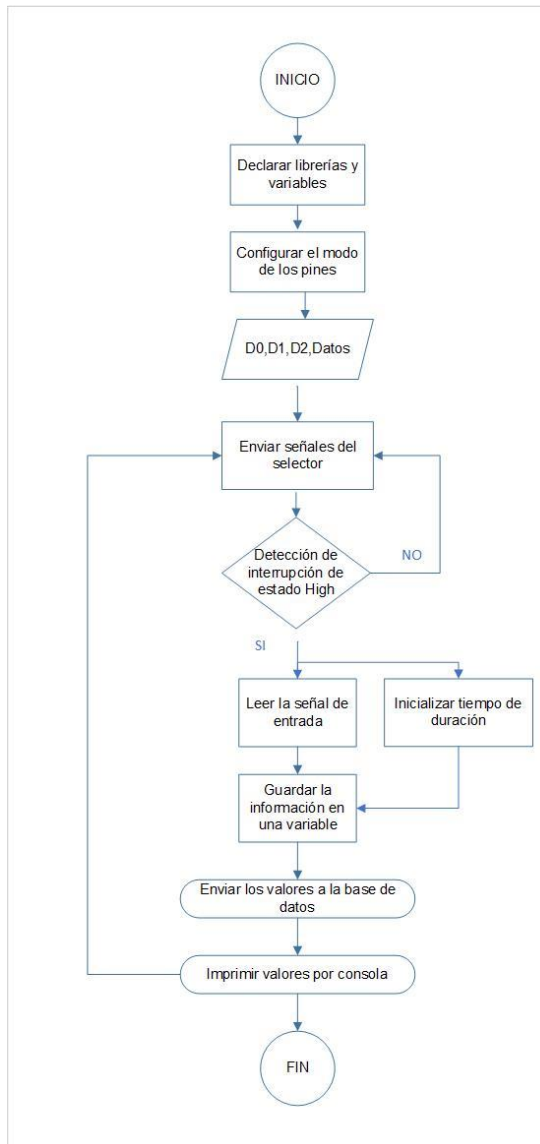 INICIO
Declarar librerías y
variables
Configurar el modo
de los pines
D0,D1,D2,Datos
Enviar señales del
selector
Detección de
interrupción de
estado High
NO
SI
Leer la señal de
entrada
Inicializar tiempo de
duración
Guardar la
información en
una variable
Enviar los valores a la base de
datos
Imprimir valores por consola
FIN